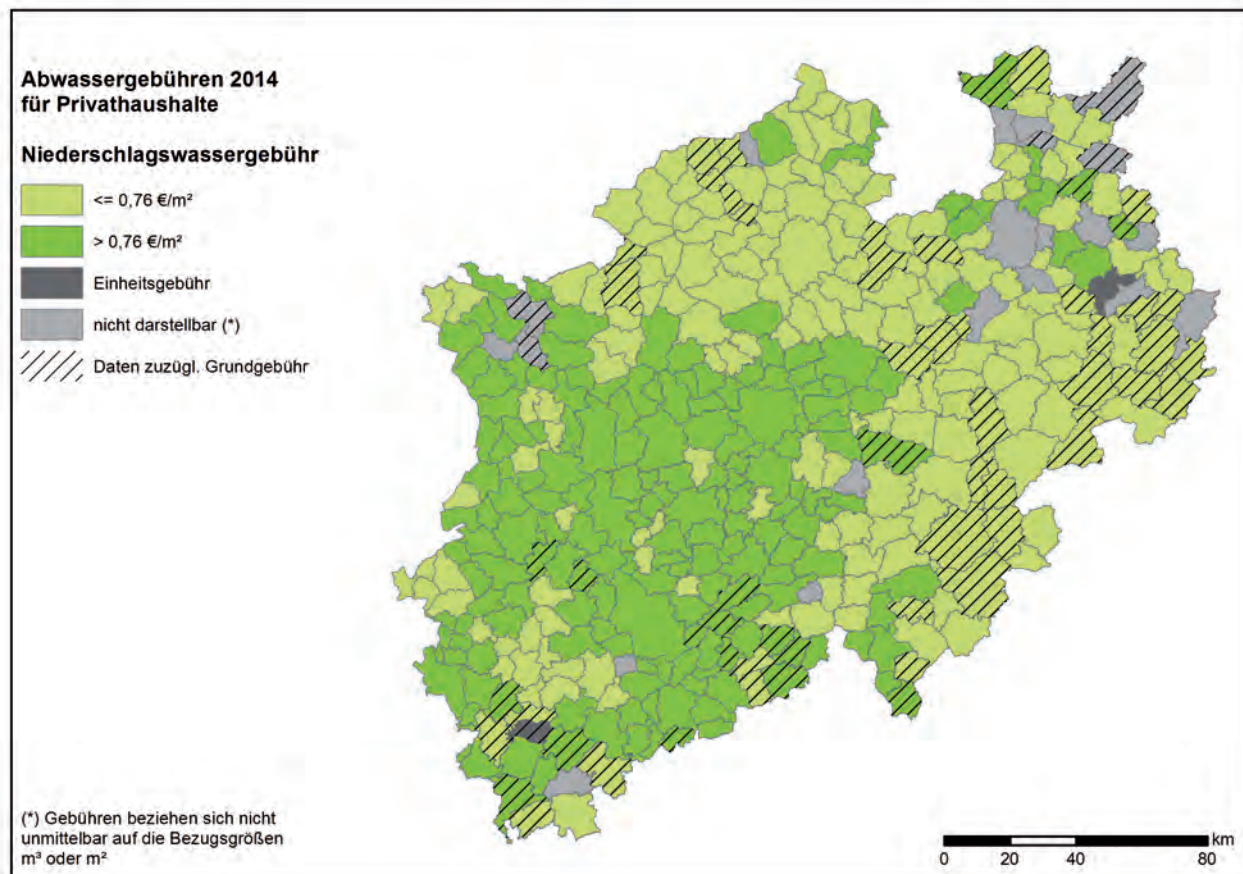 Abwassergebühren 2014
für Privathaushalte
Niederschlagswassergebühr
<= 0,76 €/m²
> 0,76 €/m²
Einheitsgebühr
nicht darstellbar (*)
Daten zuzügl. Grundgebühr
(*) Gebühren beziehen sich nicht
unmittelbar auf die Bezugsgrößen
m³ oder m²
km
0 20 40 80